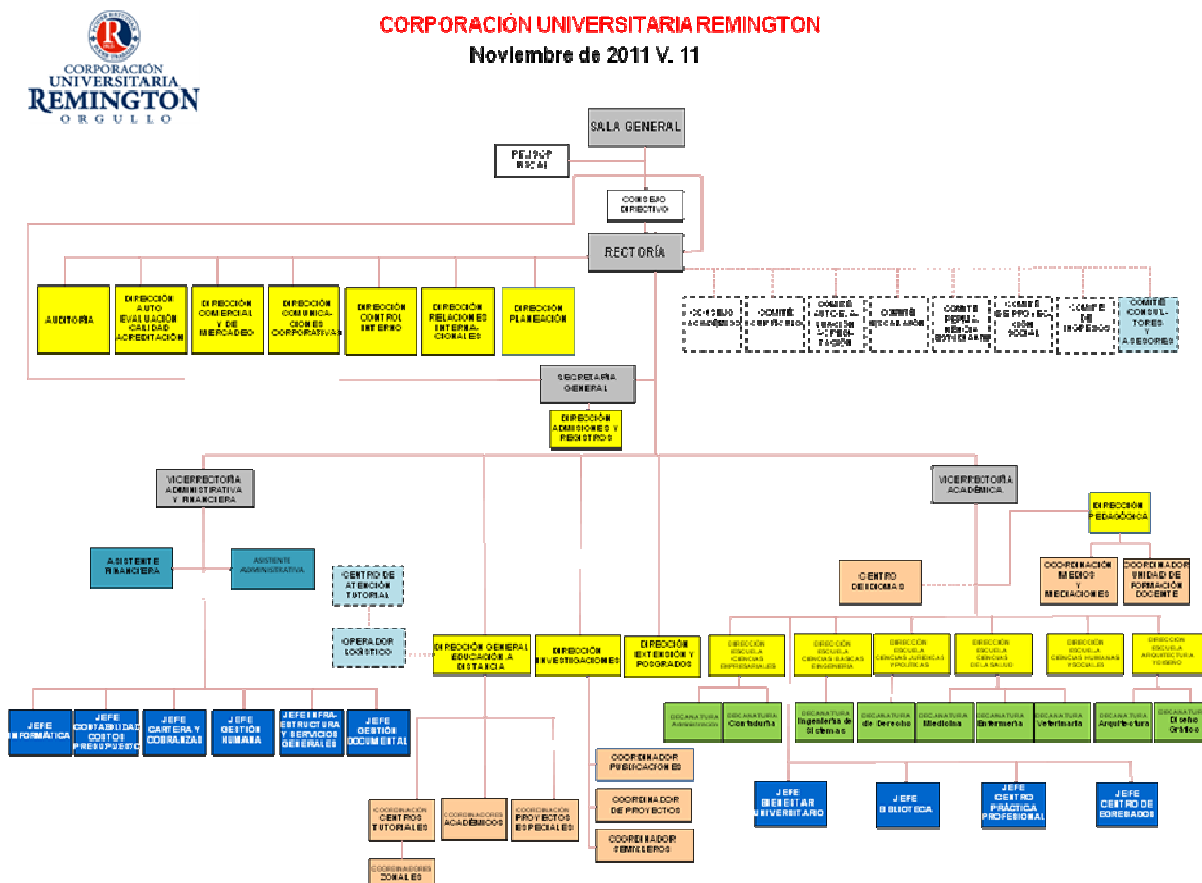 CORPORACIÓN
UNIVERSITARIA
REMINGTON
ORGULLO
CORPORACIÓN UNIVERSITARIA REMINGTON
Noviembre de 2011 V. 11
SALA GENERAL
CONSEJO
DIRECTIVO
RECTORÍA
AUDITORÍA
DIRECCIÓN
AUTO
EVALUACIÓN
CALIDAD
ACREDITACIÓN
DIRECCIÓN
COMERCIAL
Y DE
MERCADEO
DIRECCIÓN
COMUNICA-
CIONES
CORPORATIVAS
DIRECCIÓN
CONTROL
INTERNO
DIRECCIÓN
RELACIONES
INTERNA-
CIONALES
DIRECCIÓN
PLANEACIÓN
CONSEJO
ACADÉMICO
COMITÉ
COMITÉ
COMITÉ
COMITÉ
COMITÉ
SOCIAL
DE
COMITÉ
CONSUL-
TORES
Y
ASESORES
SECRETARÍA
GENERAL
DIRECCIÓN
ADMISIONES Y
REGISTROS
VICERRECTORÍA
ADMINISTRATIVA
Y FINANCIERA
VICERRECTORÍA
ACADÉMICA
DIRECCIÓN
PEDAGÓGICA
ASISTENTE
FINANCIERA
ASISTENTE
ADMINISTRATIVA
CENTRO DE
ATENCIÓN
TUTORIAL
CENTRO
DE IDIOMAS
COORDINACIÓN
MEDIOS
Y
MEDIACIONES
COORDINADOR
UNIDAD DE
FORMACIÓN
DOCENTE
OPERADOR
LOGÍSTICO
DIRECCIÓN GENERAL
EDUCACIÓN A
DISTANCIA
DIRECCIÓN
INVESTIGACIONES
DIRECCIÓN
EXTENSIÓN Y
POSGRADOS
DIRECCIÓN
ESCUELA
CIENCIAS
EMPRESARIALES
DIRECCIÓN
ESCUELA
CIENCIAS BÁSICAS
E INGENIERÍA
DIRECCIÓN
ESCUELA
CIENCIAS JURÍDICAS
Y POLÍTICAS
DIRECCIÓN
ESCUELA
CIENCIAS
DE LA SALUD
DIRECCIÓN
ESCUELA
CIENCIAS HUMANAS
Y SOCIALES
DIRECCIÓN
ESCUELA
ARQUITECTURA
Y DISEÑO
JEFE
INFORMÁTICA
JEFE
CONTABILIDAD
COSTOS
PRESUPUESTO
JEFE
CARTERA Y
COBRANZAS
JEFE
GESTIÓN
HUMANA
JEFE INFRA-
ESTRUCTURA
Y SERVICIOS
GENERALES
JEFE
GESTIÓN
DOCUMENTAL
DECANATURA
Administración
DECANATURA
Contaduría
DECANATURA
Ingeniería de
Sistemas
DECANATURA
de Derecho
DECANATURA
Medicina
DECANATURA
Enfermería
DECANATURA
Veterinaria
DECANATURA
Arquitectura
DECANATURA
Diseño
Gráfico
COORDINADOR
PUBLICACIONES
COORDINADOR
DE PROYECTOS
COORDINADOR
SEMILLEROS
COORDINACIÓN
CENTROS
TUTORIALES
COORDINADORES
ACADÉMICOS
COORDINACIÓN
PROYECTOS
ESPECIALES
COORDINADORES
ZONALES
JEFE
BIENESTAR
UNIVERSITARIO
JEFE
BIBLIOTECA
JEFE
CENTRO
PRÁCTICA
PROFESIONAL
JEFE
CENTRO DE
EGRESADOS